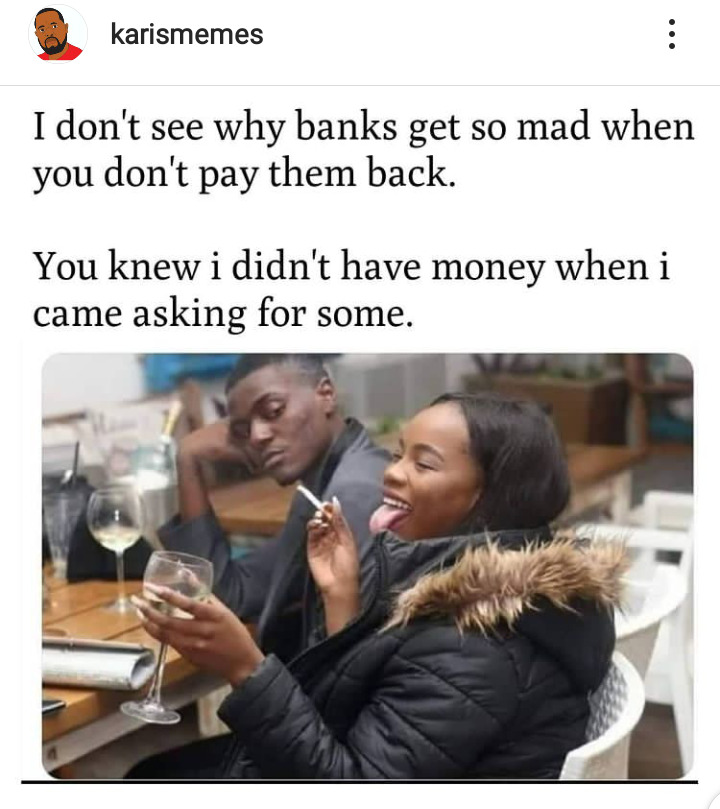 karismemes
I don't see why banks get so mad when
you don't pay them back.
You knew i didn't have money when i
came asking for some.